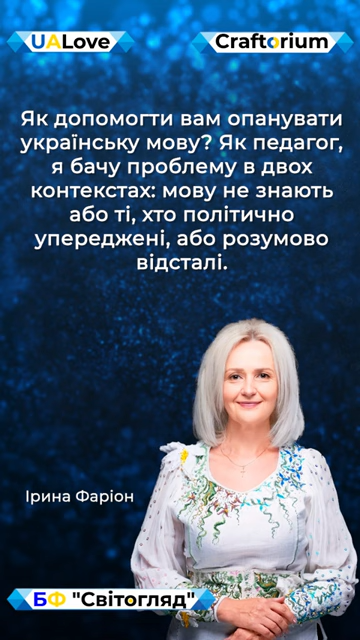 UALove
Craftorium
Як допомогти вам опанувати
українську мову? Як педагог,
я бачу проблему в двох
контекстах: мову не знають
або ті, хто політично
упереджені, або розумово
відсталі.
Ірина Фаріон
БФ "Світогляд"